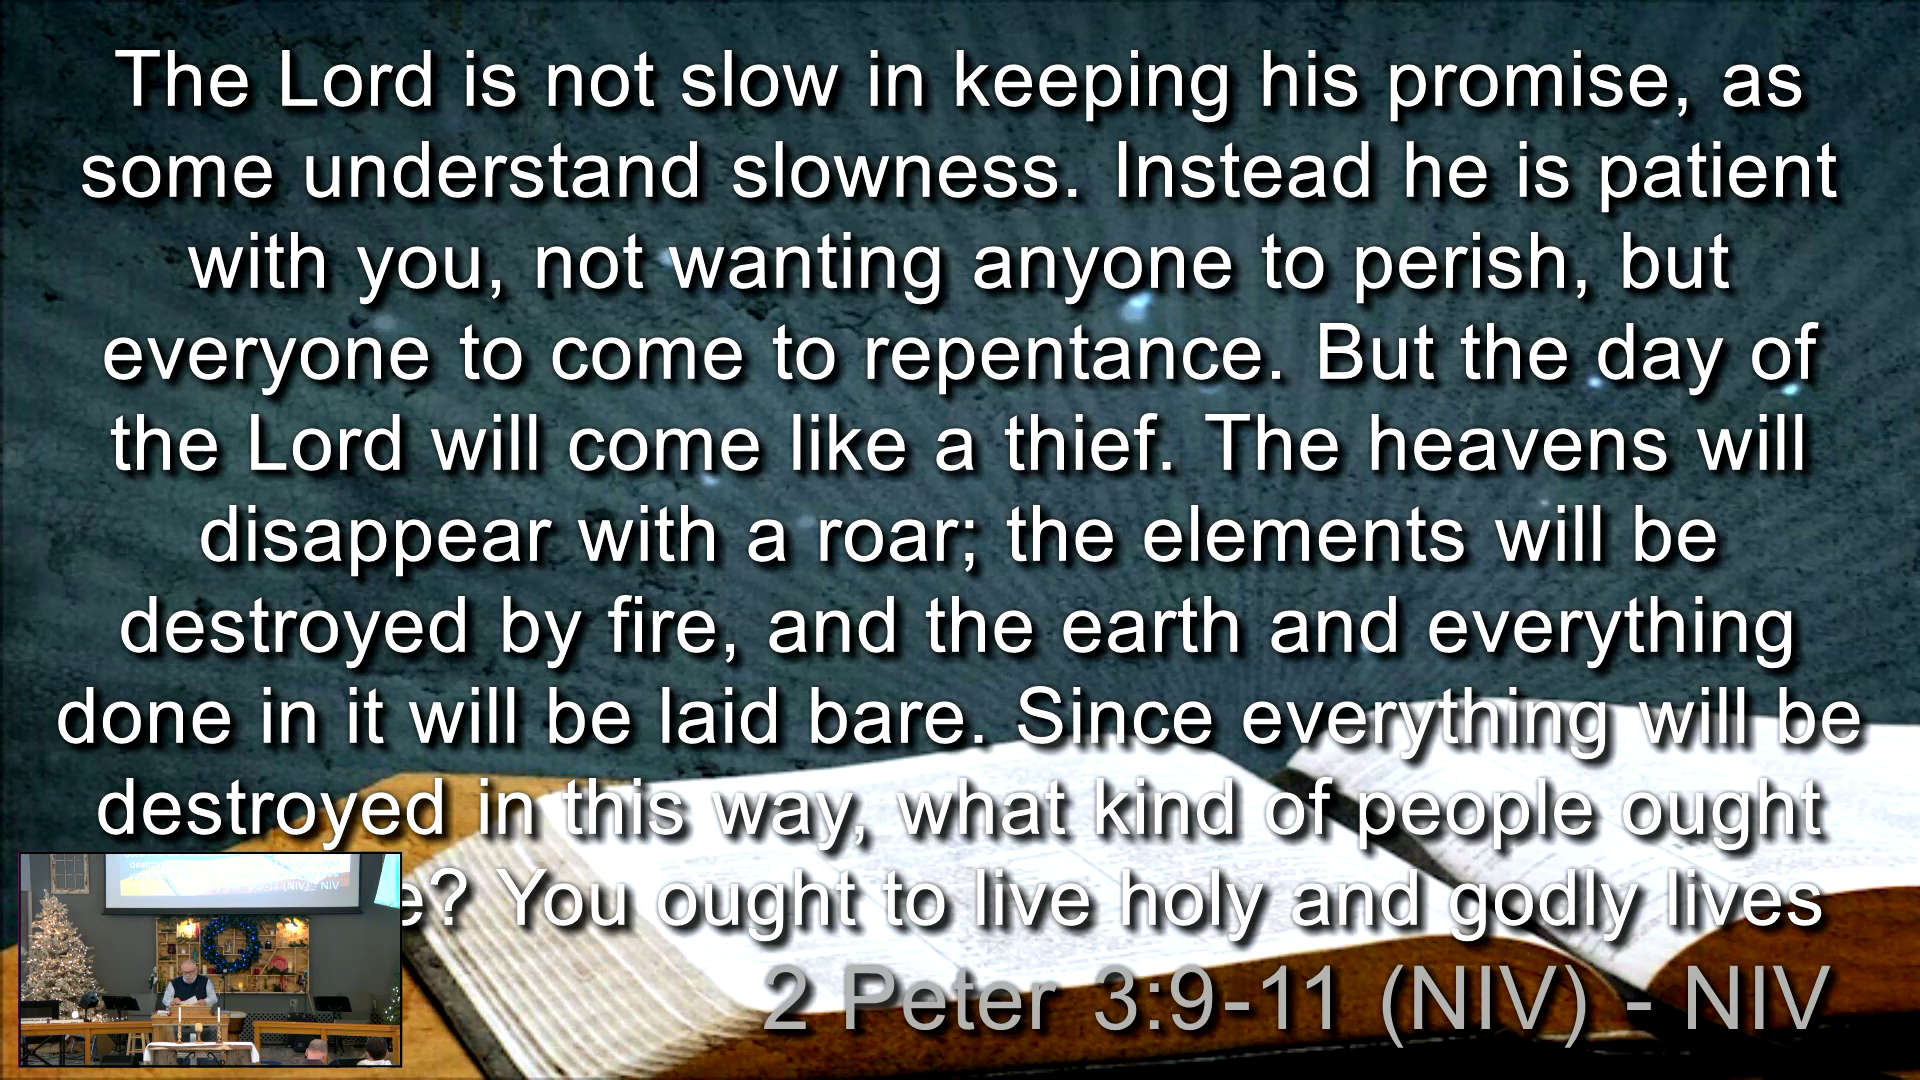 The Lord is not slow in keeping his promise, as
some understand slowness. Instead he is patient
with you, not wanting anyone to perish, but
everyone to come to repentance. But the day of
the Lord will come like a thief. The heavens will
disappear with a roar; the elements will be
destroyed by fire, and the earth and everything
done in it will be laid bare. Since everything will be
destroyed in this way, what kind of people ought
e? You ought to live holy and godly lives
2 Peter 3:9-11 (NIV) - NIV